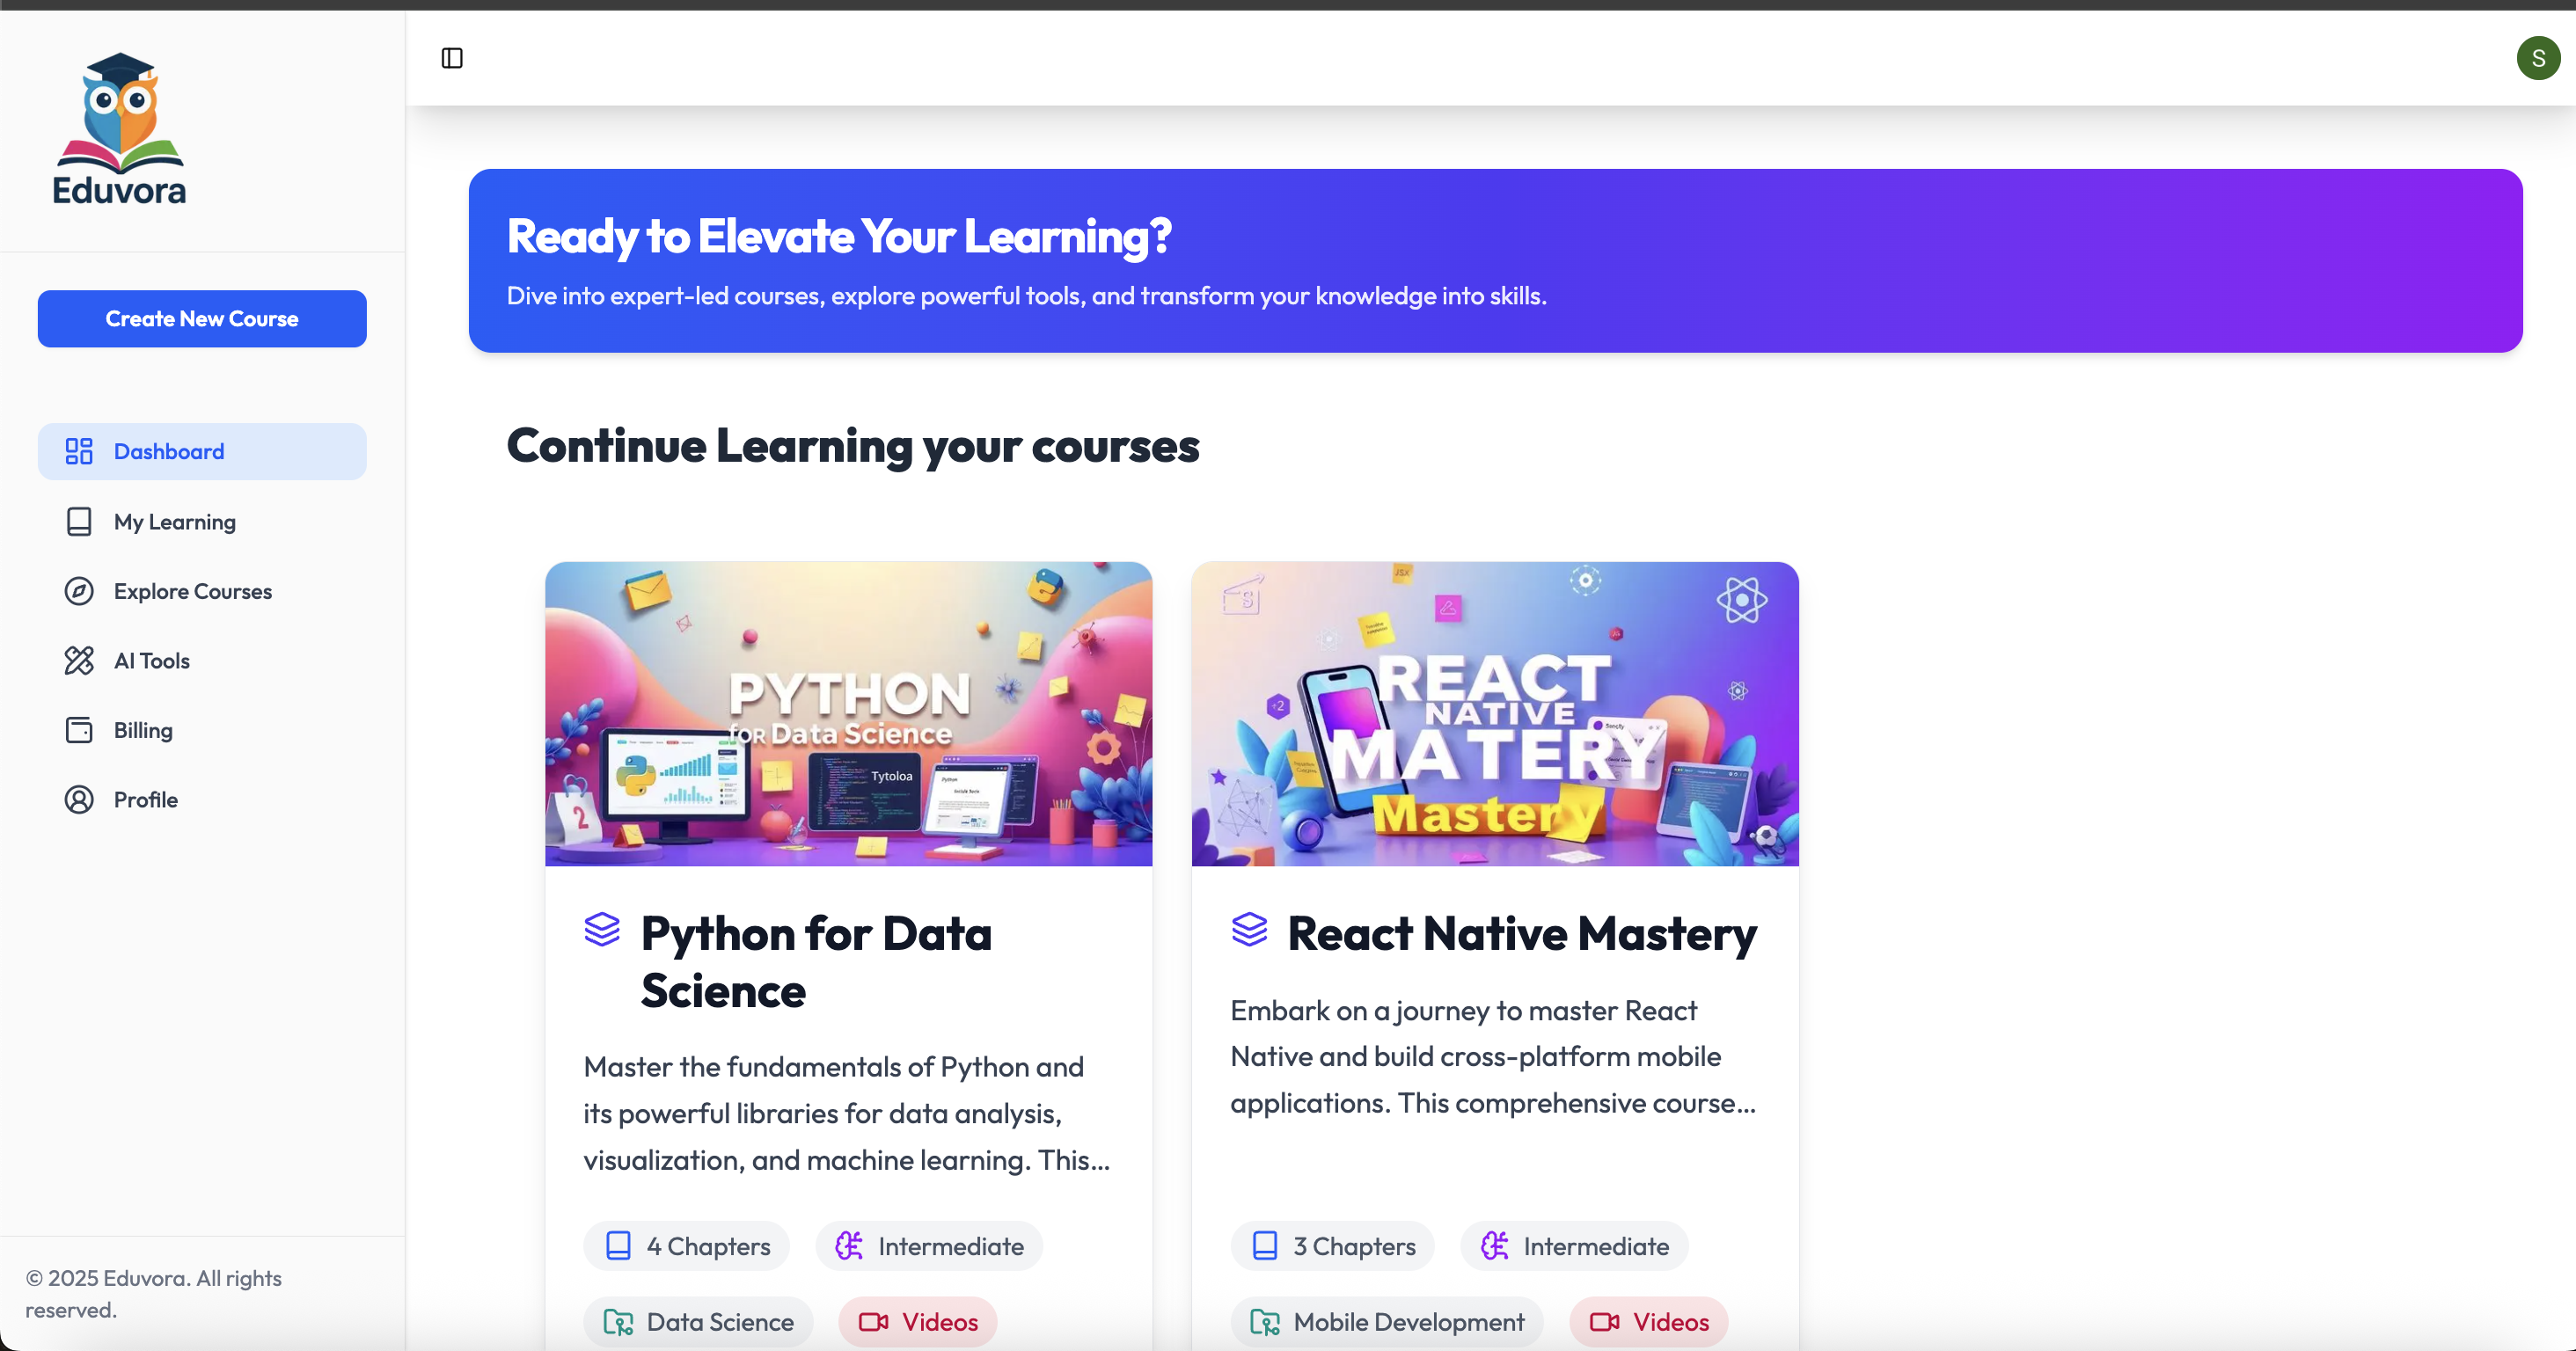 Eduvora
Create New Course
Dashboard
My Learning
Explore Courses
AI Tools
Billing
Profile
© 2025 Eduvora. All rights
reserved.
S
Ready to Elevate Your Learning?
Dive into expert-led courses, explore powerful tools, and transform your knowledge into skills.
Continue Learning your courses
PYTHON
for Data Science
Tytoloa
Python
2
Python for Data
Science
Master the fundamentals of Python and
its powerful libraries for data analysis,
visualization, and machine learning. This...
4 Chapters
Intermediate
Data Science
Videos
S
JSX
+2
REACT
NATIVE
MATERY
Mastery
React Native Mastery
Embark on a journey to master React
Native and build cross-platform mobile
applications. This comprehensive course...
3 Chapters
Intermediate
Mobile Development
Videos